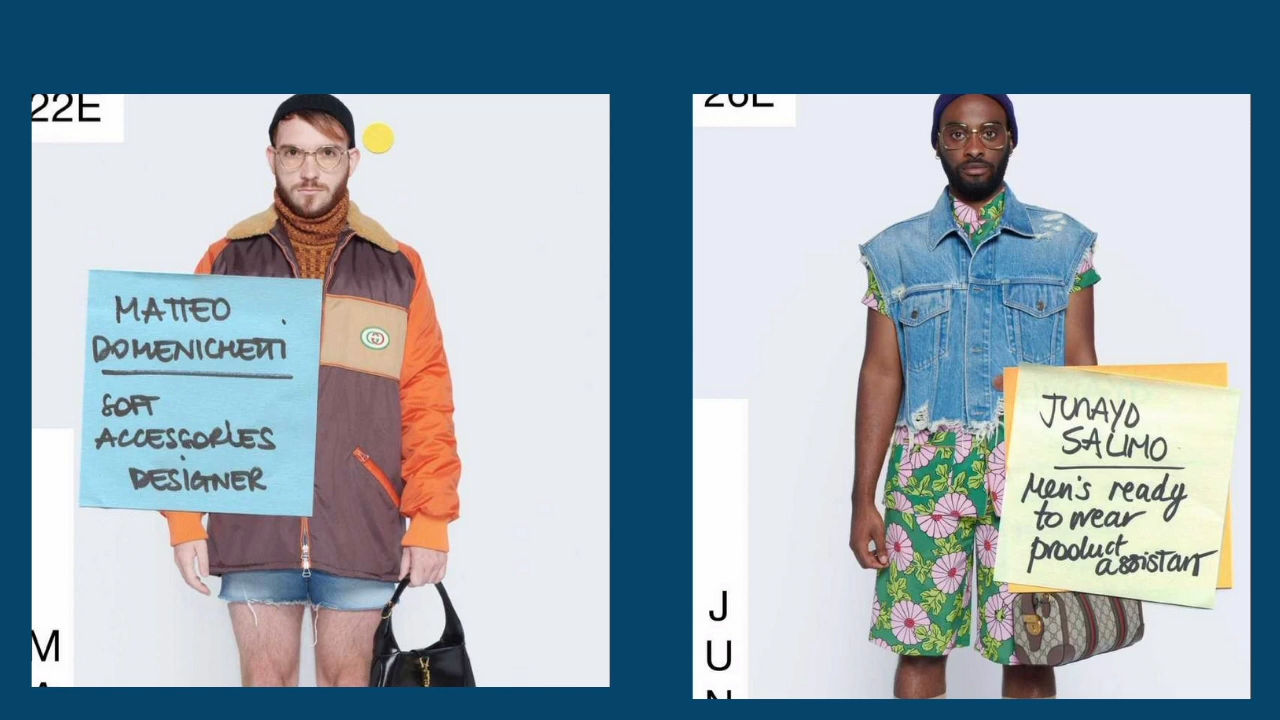 22E
MATTEO
DOMENICHETTI
SOFT
ACCESSORIES
DESIGNER
M
26E
JUNAYD
SALIMO
Men's ready
to wear
product
assistant
J
U
N